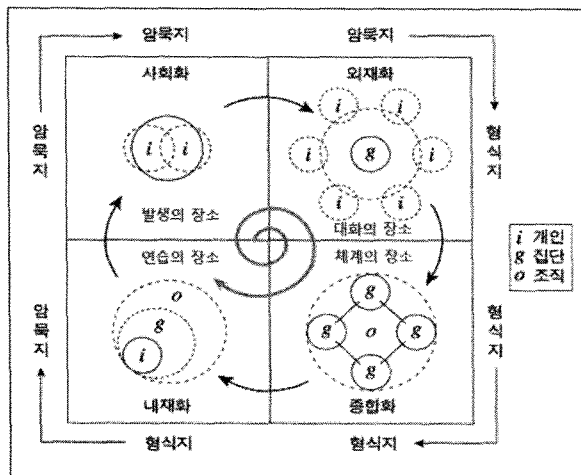 암묵지 암묵지
사회화 외재화
i i
i i i g i i i
암묵지
형식지
발생의 장소 대화의 장소
연습의 장소 체계의 장소
i 개인
g 집단
o 조직
o g i
g g o g g
암묵지
형식지
내재화 종합화
형식지 형식지